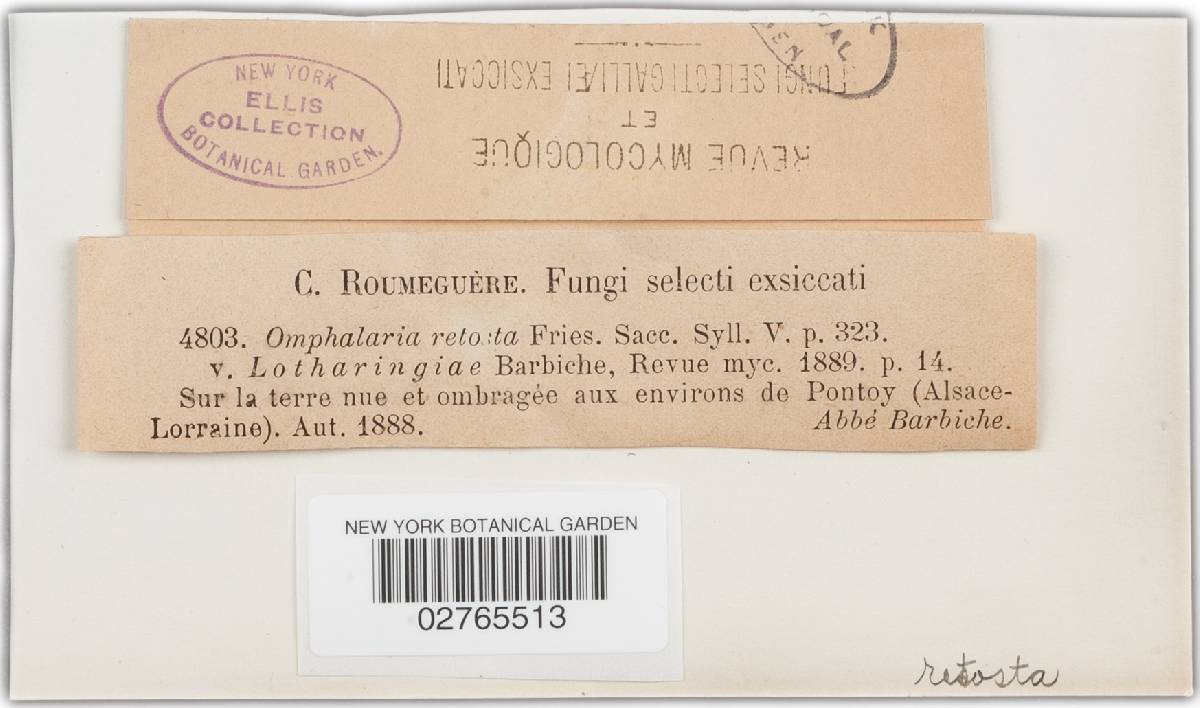 NEW YORK
ELLIS
COLLECTION
BOTANICAL GARDEN.
REVUE MYCOLOGIQUE
ET
FUNGI SELECTI GALLIÆI EXSICCATI
C. ROUMEGUÈRE. Fungi selecti exsiccati
4803. Omphalaria retosta Fries. Sacc. Syll. V. p. 323.
v. Lotharingiae Barbiche, Revue myc. 1889. p. 14.
Sur la terre nue et ombragée aux environs de Pontoy (Alsace-
Lorraine). Aut. 1888. Abbé Barbiche.
NEW YORK BOTANICAL GARDEN
02765513
retosta